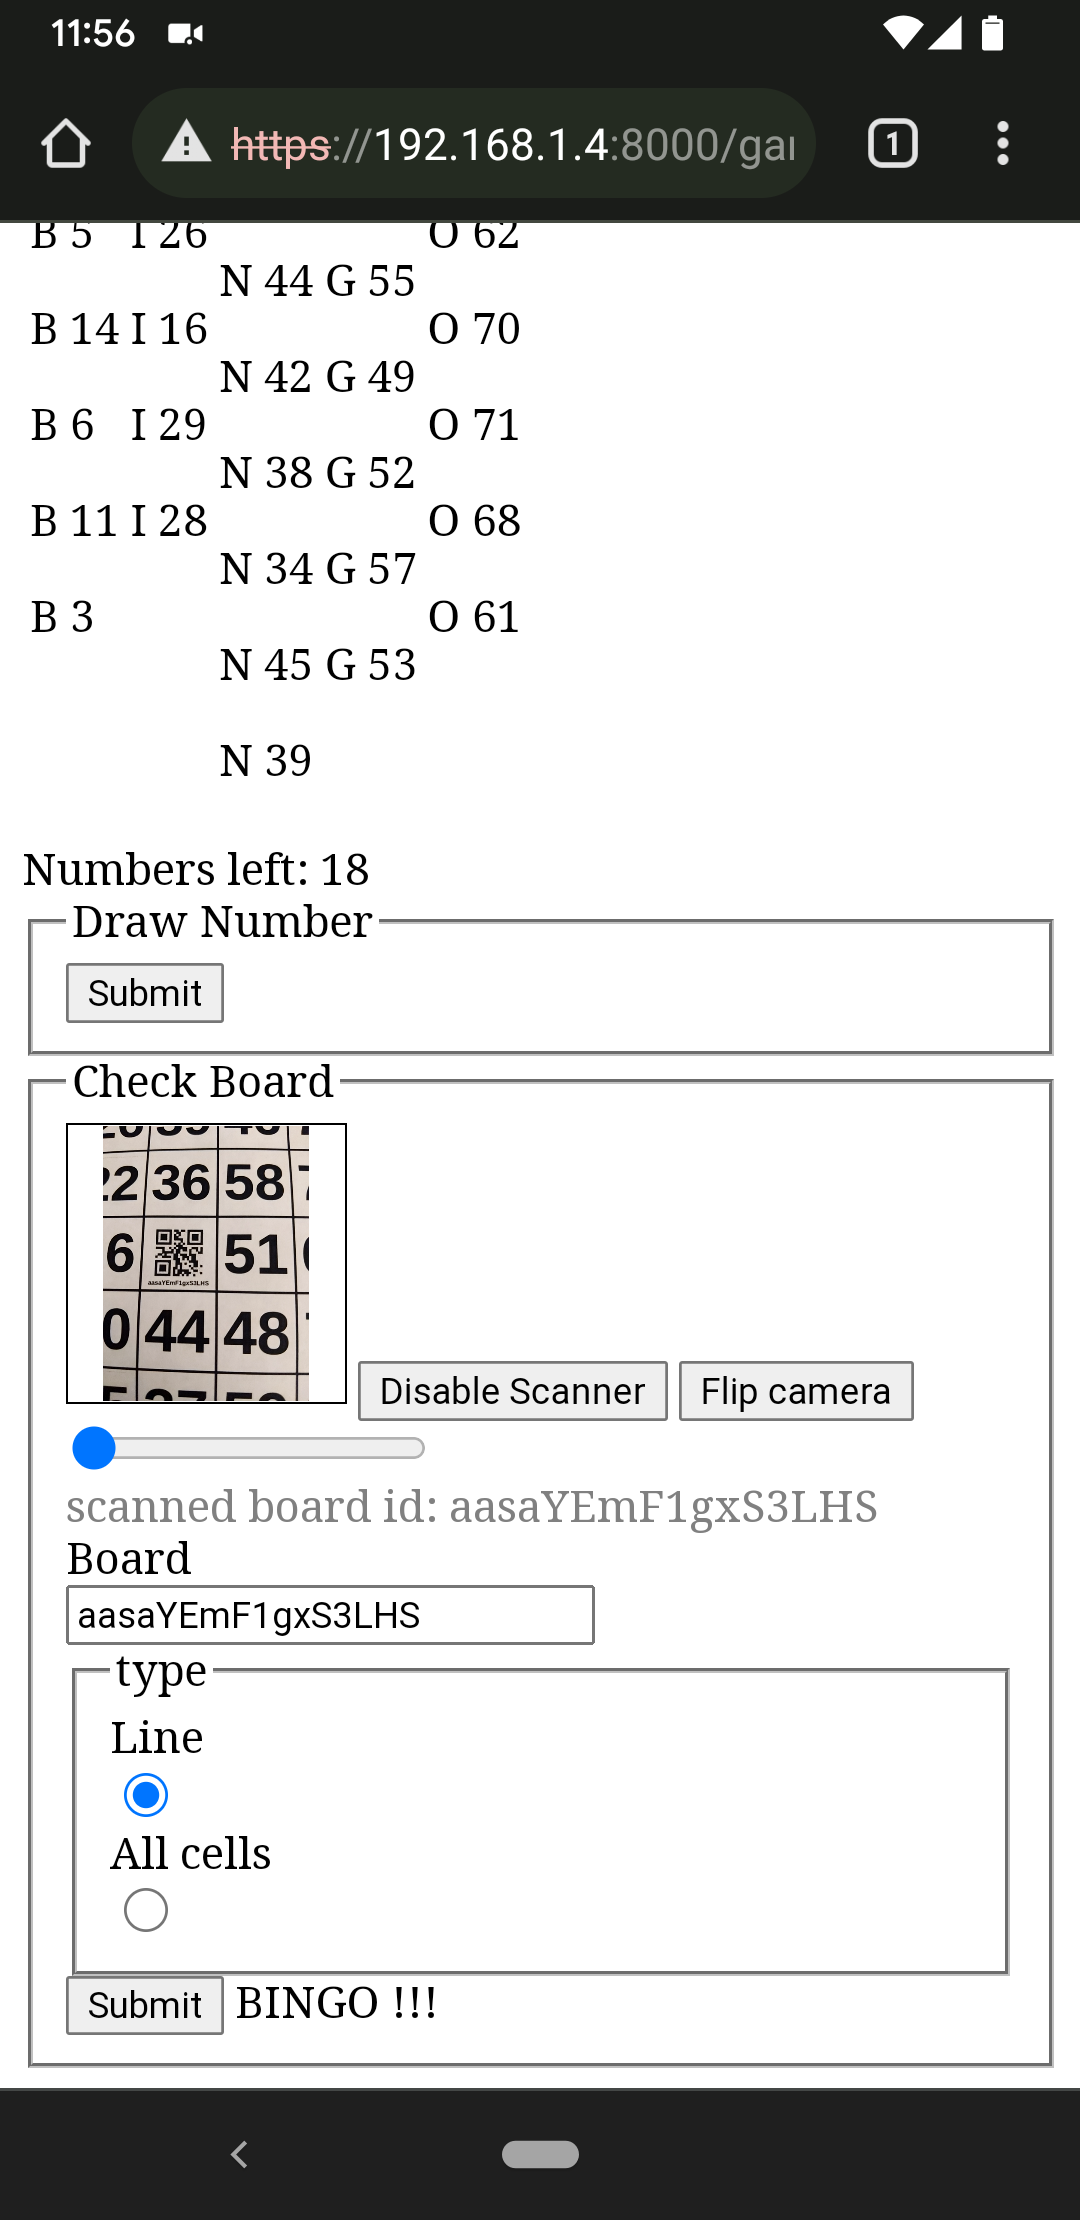 11:56
https://192.168.1.4:8000/gar
1
B 5 I 26 O 62
N 44 G 55
B 14 I 16 O 70
N 42 G 49
B 6 I 29 O 71
N 38 G 52
B 11 I 28 O 68
N 34 G 57
B 3 O 61
N 45 G 53
N 39
Numbers left: 18
Draw Number
Submit
Check Board
22 36 58
6 51
aasaYEmF1gxS3LHS
0 44 48
Disable Scanner Flip camera
scanned board id: aasaYEmF1gxS3LHS
Board
aasaYEmF1gxS3LHS
type
Line
All cells
Submit BINGO !!!